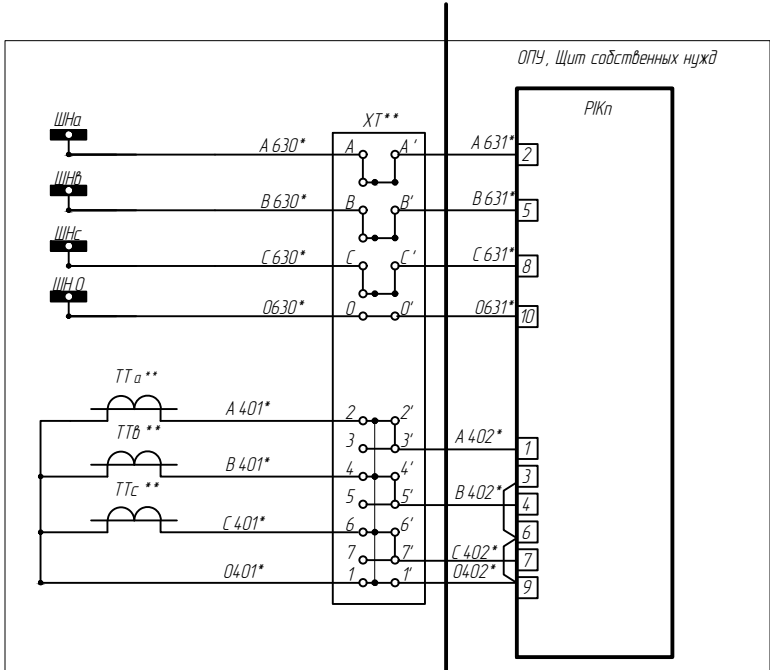 ОПУ, Щит собственных нужд
PIKп
XT**
ШНа
A 630* A A' A 631* 2
ШНв
B 630* B B' B 631* 5
ШНс
C 630* C C' C 631* 8
ШН 0
0630* 0 0' 0631* 10
ТТа **
A 401* 2 2'
3 3' A 402* 1
ТТв **
3
B 401* 4 4'
5 5' B 402* 4
ТТс **
C 401* 6 6' 6
7 7' C 402* 7
0401* 1 1' 0402* 9